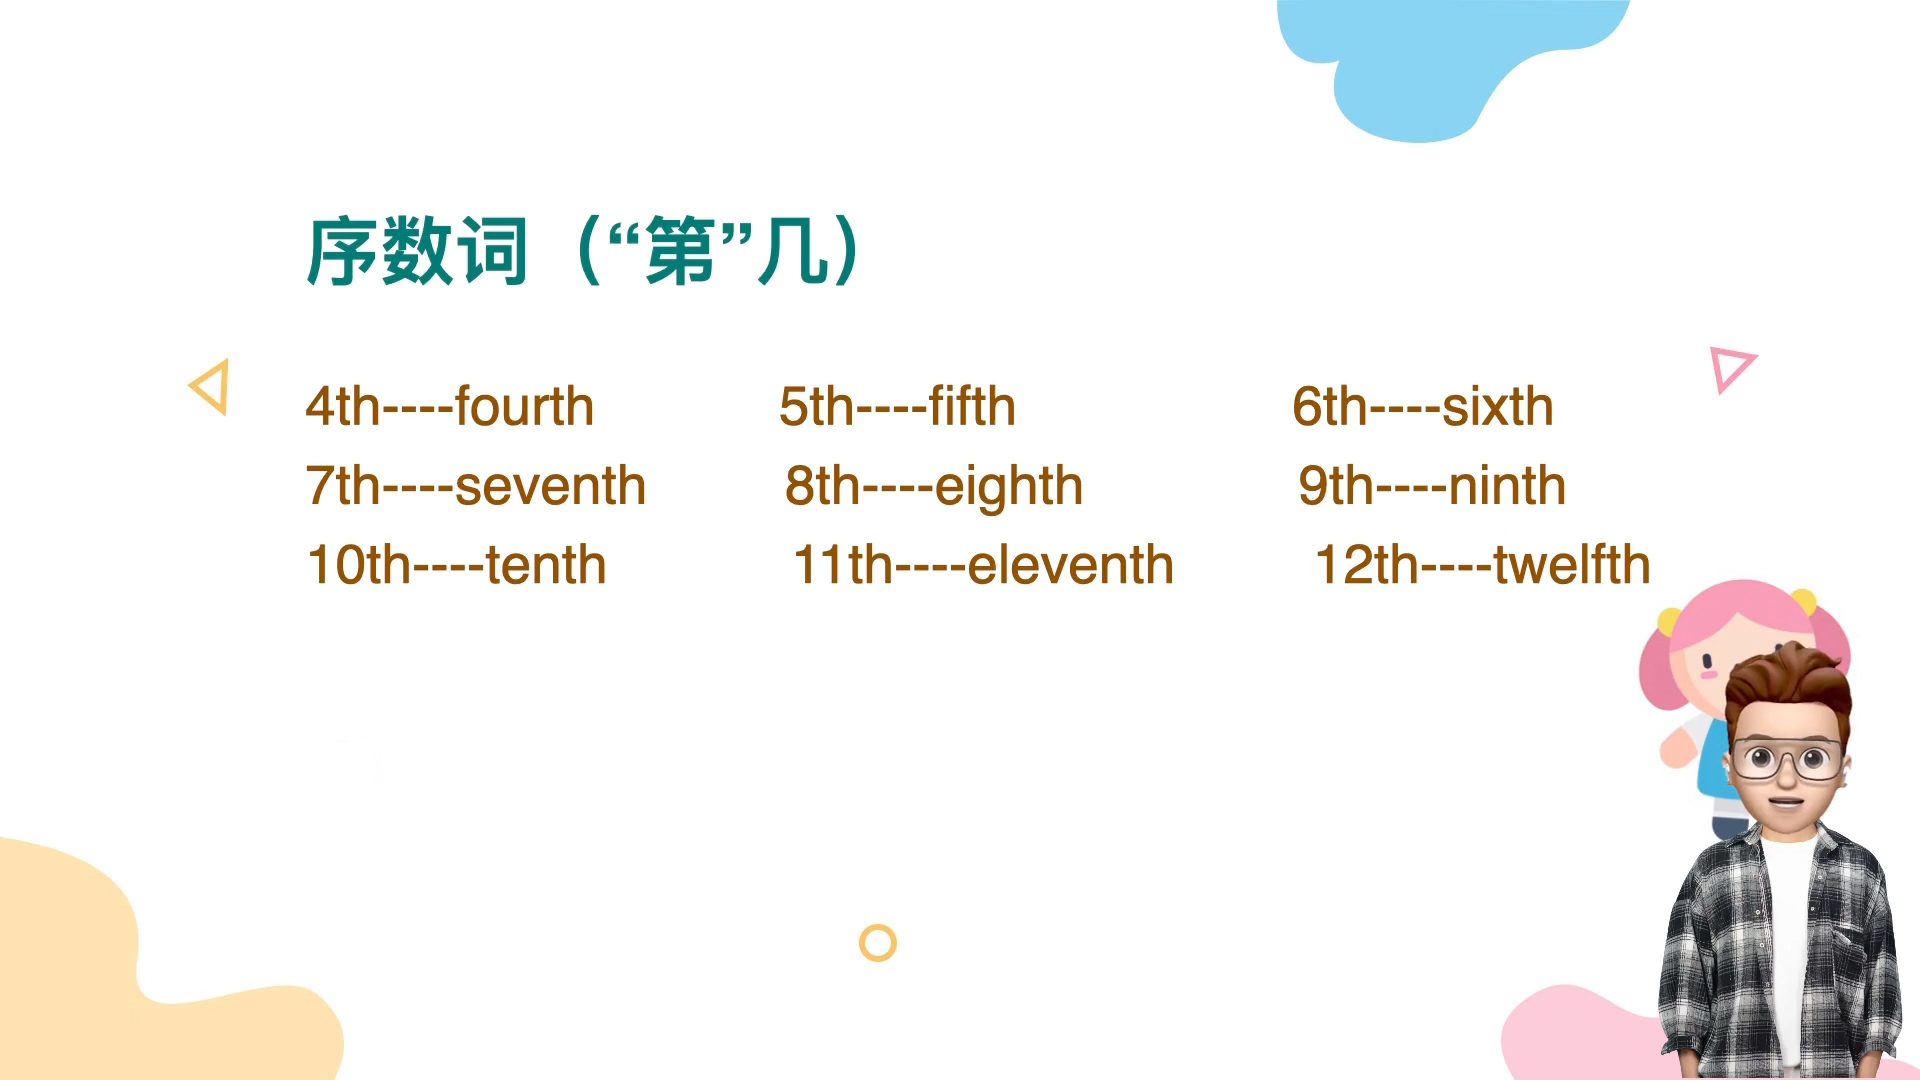 序数词（“第”几）
4th----fourth 5th----fifth 6th----sixth
7th----seventh 8th----eighth 9th----ninth
10th----tenth 11th----eleventh 12th----twelfth